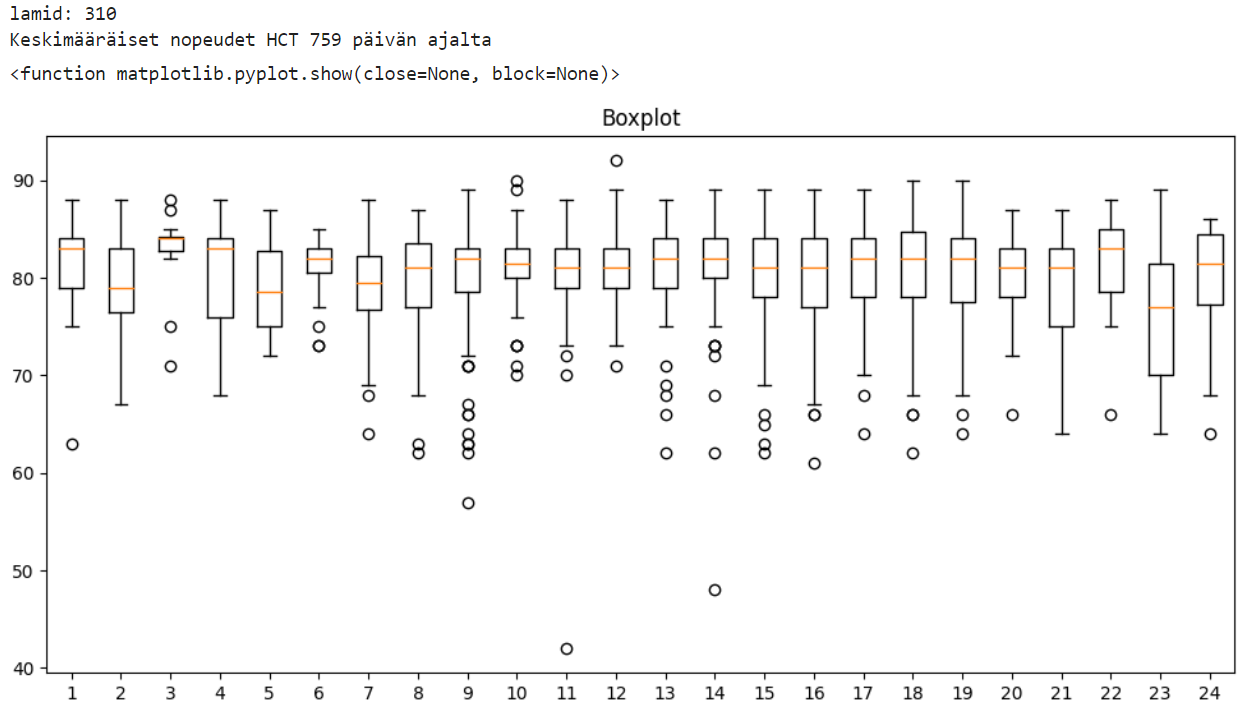 lamid: 310
Keskimääräiset nopeudet HCT 759 päivän ajalta
<function matplotlib.pyplot.show(close=None, block=None)>
Boxplot
90
80
70
60
50
40
1 2 3 4 5 6 7 8 9 10 11 12 13 14 15 16 17 18 19 20 21 22 23 24